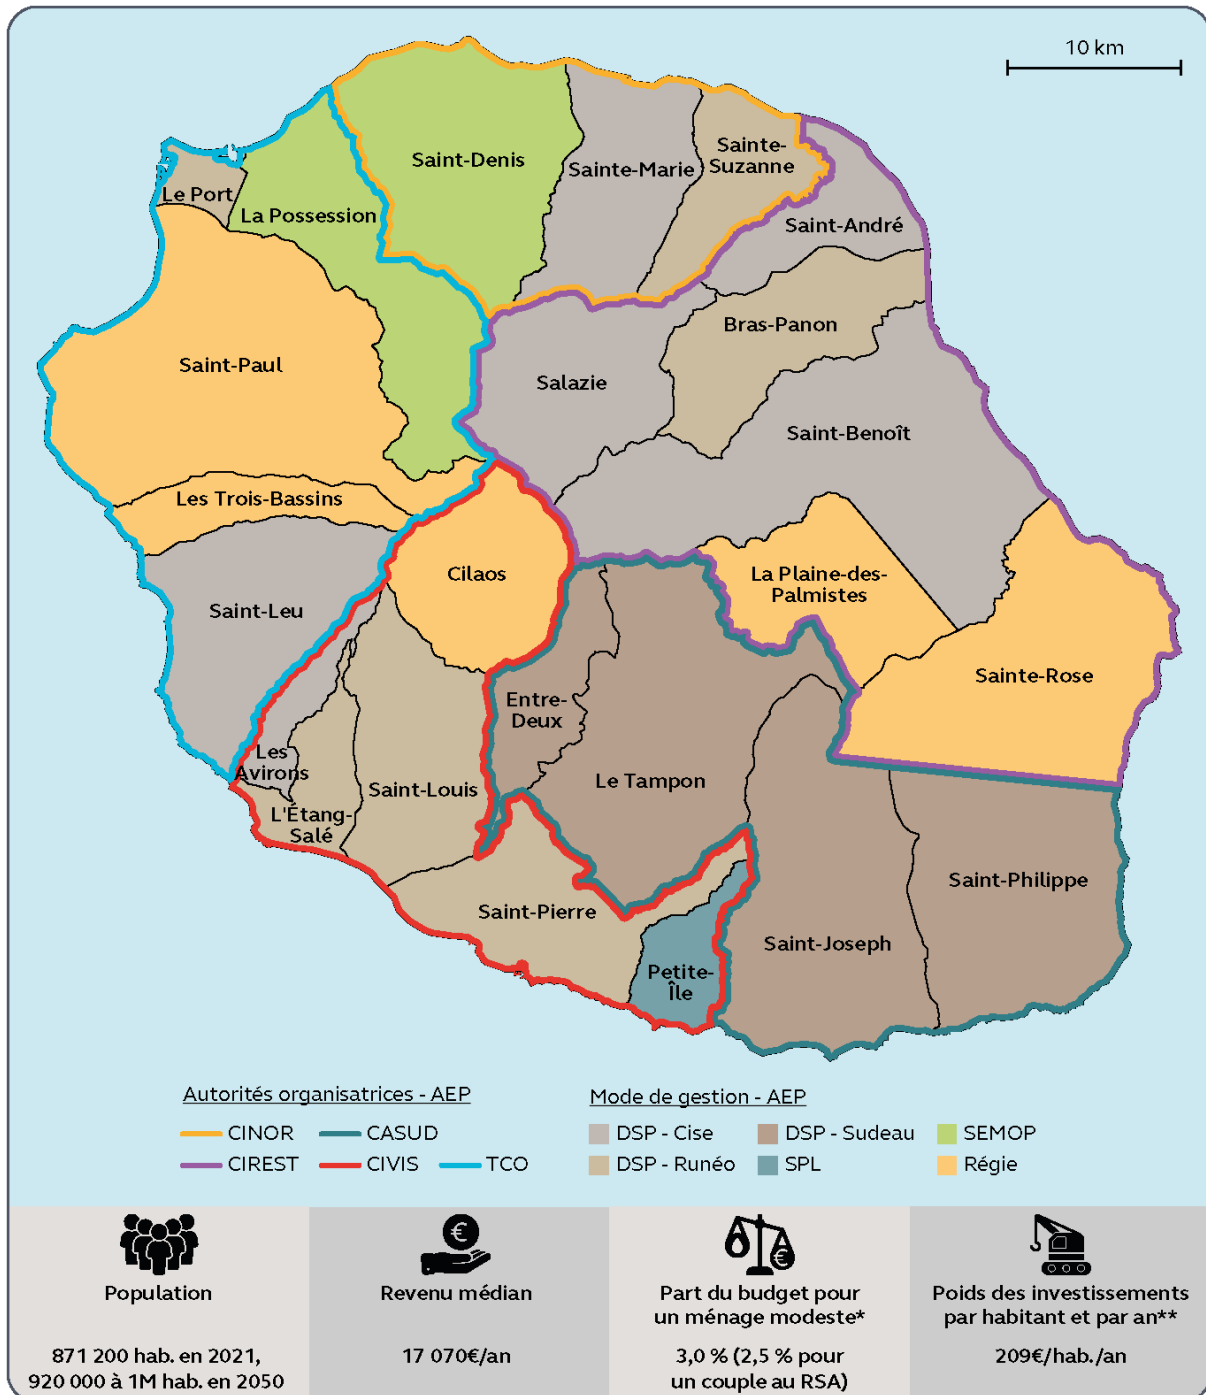 10 km
Saint-Denis
Sainte-Marie
Sainte-
Suzanne
Le Port
La Possession
Saint-André
Bras-Panon
Saint-Paul
Salazie
Saint-Benoît
Les Trois-Bassins
Cilaos
La Plaine-des-
Palmistes
Saint-Leu
Sainte-Rose
Entre-
Deux
Les
Avirons
Le Tampon
Saint-Louis
L'Étang-
Salé
Saint-Philippe
Saint-Pierre
Saint-Joseph
Petite-
Île
Autorités organisatrices - AEP
CINOR
CASUD
CIREST
CIVIS
TCO
Mode de gestion - AEP
DSP - Cise
DSP - Sudeau
SEMOP
DSP - Runéo
SPL
Régie
Population
871 200 hab. en 2021,
920 000 à 1M hab. en 2050
€
Revenu médian
17 070€/an
€
Part du budget pour
un ménage modeste*
3,0 % (2,5 % pour
un couple au RSA)
Poids des investissements
par habitant et par an**
209€/hab./an